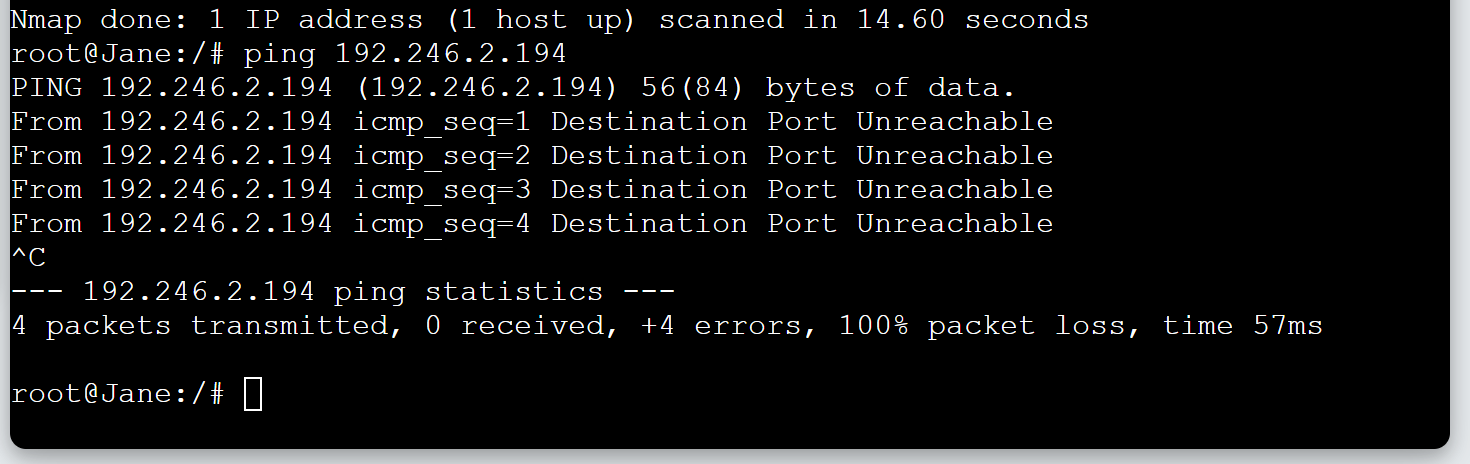 Nmap done: 1 IP address (1 host up) scanned in 14.60 seconds
root@Jane:/# ping 192.246.2.194
PING 192.246.2.194 (192.246.2.194) 56(84) bytes of data.
From 192.246.2.194 icmp_seq=1 Destination Port Unreachable
From 192.246.2.194 icmp_seq=2 Destination Port Unreachable
From 192.246.2.194 icmp_seq=3 Destination Port Unreachable
From 192.246.2.194 icmp_seq=4 Destination Port Unreachable
^C
--- 192.246.2.194 ping statistics ---
4 packets transmitted, 0 received, +4 errors, 100% packet loss, time 57ms
root@Jane:/#